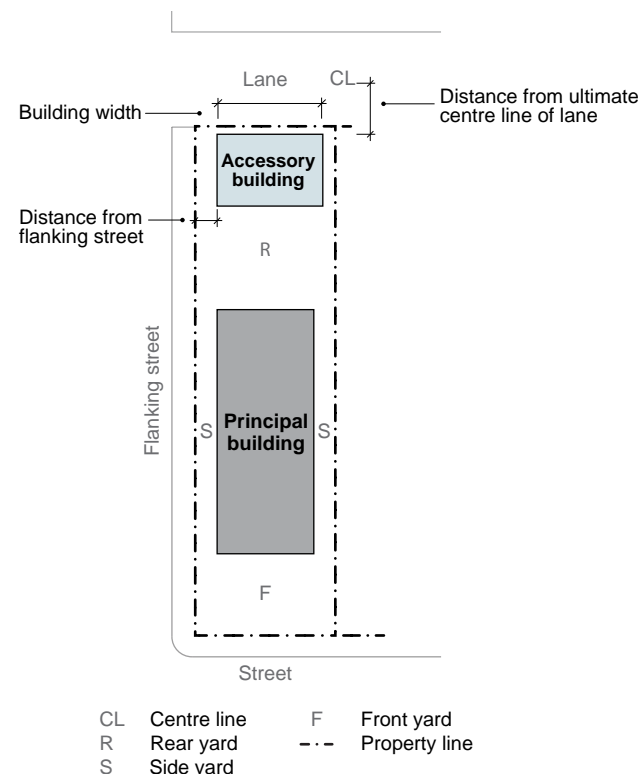 Lane
CL
Building width
Distance from ultimate
centre line of lane
Accessory
building
Distance from
flanking street
R
Flanking street
S
Principal
building
S
F
Street
CL Centre line
F Front yard
R Rear yard
Property line
S Side yard